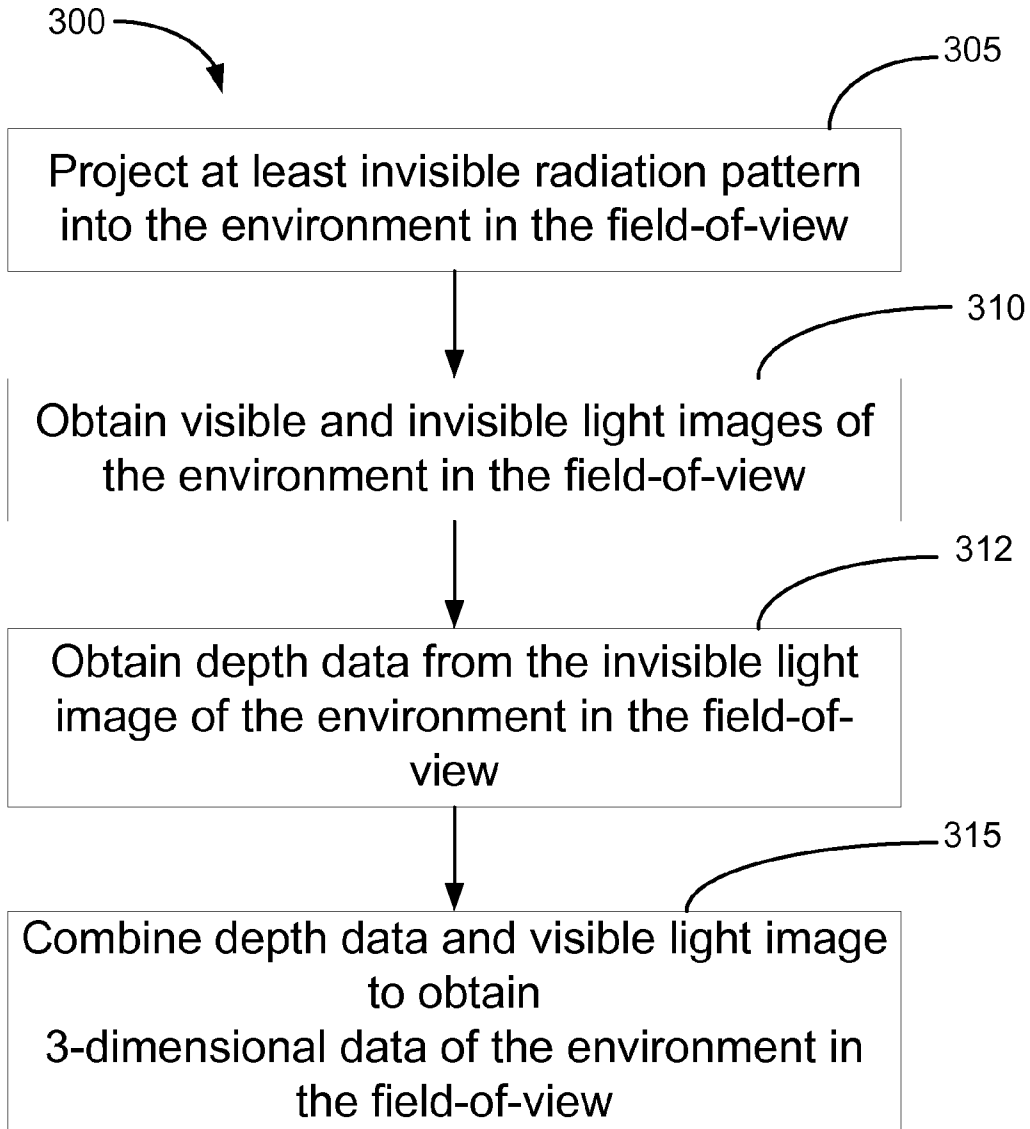 300
305
Project at least invisible radiation pattern
into the environment in the field-of-view
310
Obtain visible and invisible light images of
the environment in the field-of-view
312
Obtain depth data from the invisible light
image of the environment in the field-of-
view
315
Combine depth data and visible light image
to obtain
3-dimensional data of the environment in
the field-of-view